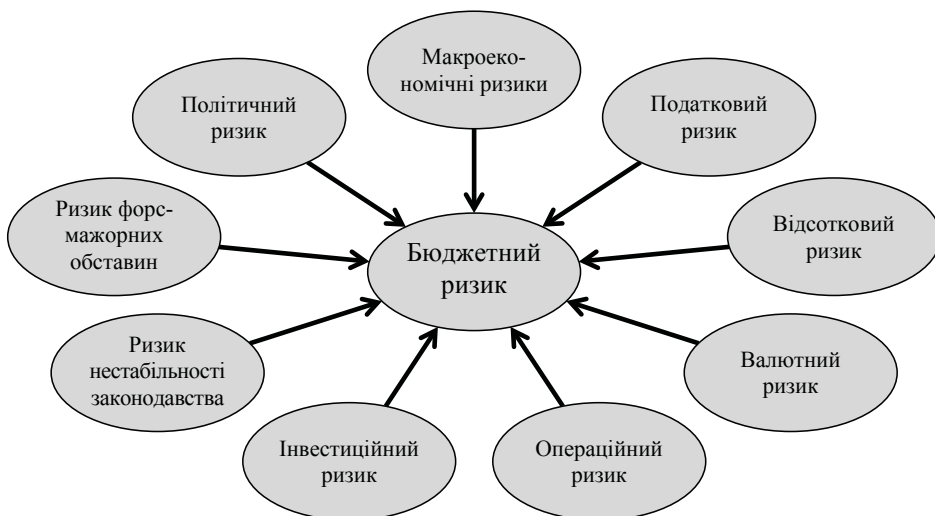 Макроеко-
номічні ризики
Політичний
ризик
Податковий
ризик
Ризик форс-
мажорних
обставин
Бюджетний
ризик
Відсотковий
ризик
Ризик
нестабільності
законодавства
Валютний
ризик
Інвестиційний
ризик
Операційний
ризик